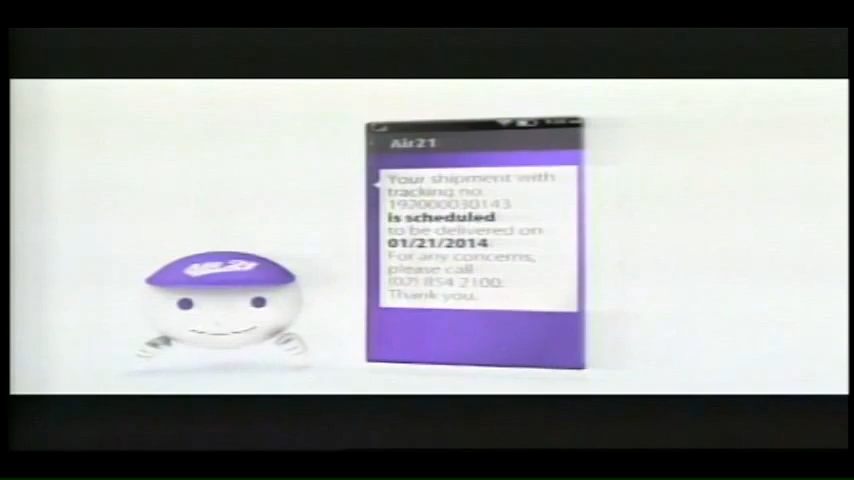 Air21
Your shipment with
tracking no.
192000030143
is scheduled
to be delivered on
01/21/2014
For any concerns,
please call
(02) 854 2100.
Thank you.
Air21